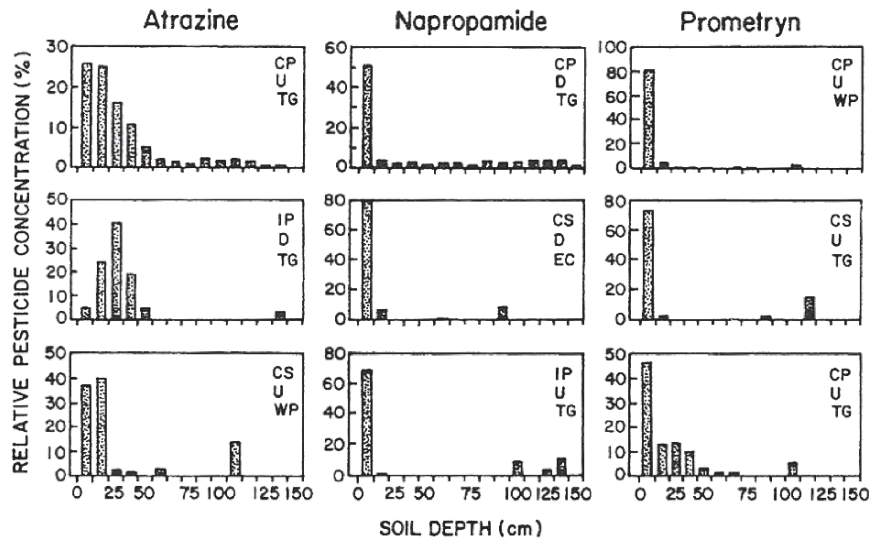 Atrazine Napropamide Prometryn
RELATIVE PESTICIDE CONCENTRATION (%)
30
20
10
0
CP
U
TG
60
40
20
0
CP
D
TG
100
80
60
40
20
0
CP
U
WP
50
40
30
20
10
0
IP
D
TG
80
60
40
20
0
CS
D
EC
80
60
40
20
0
CS
U
TG
50
40
30
20
10
0
CS
U
WP
80
60
40
20
0
IP
U
TG
50
40
30
20
10
0
CP
U
TG
0 25 50 75 100 125 150 0 25 50 75 100 125 150 0 25 50 75 100 125 150
SOIL DEPTH (cm)